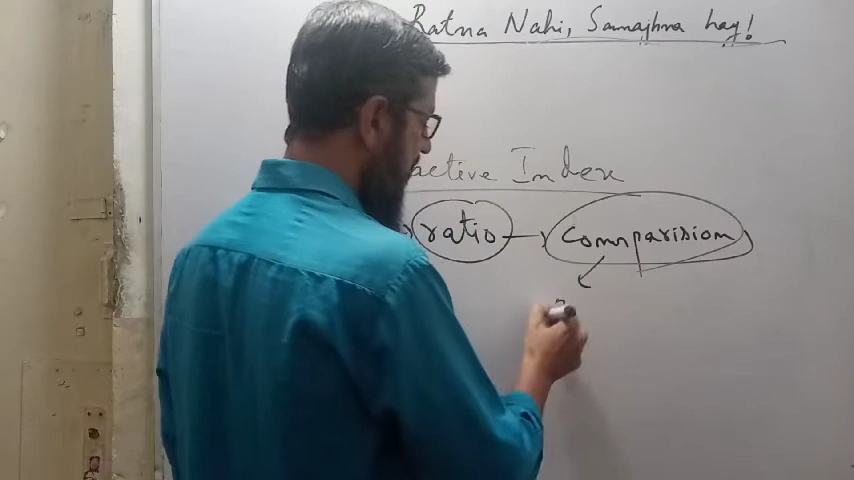 Ratna Nahi, Samajhna hay!
active Index
ratio → comparision